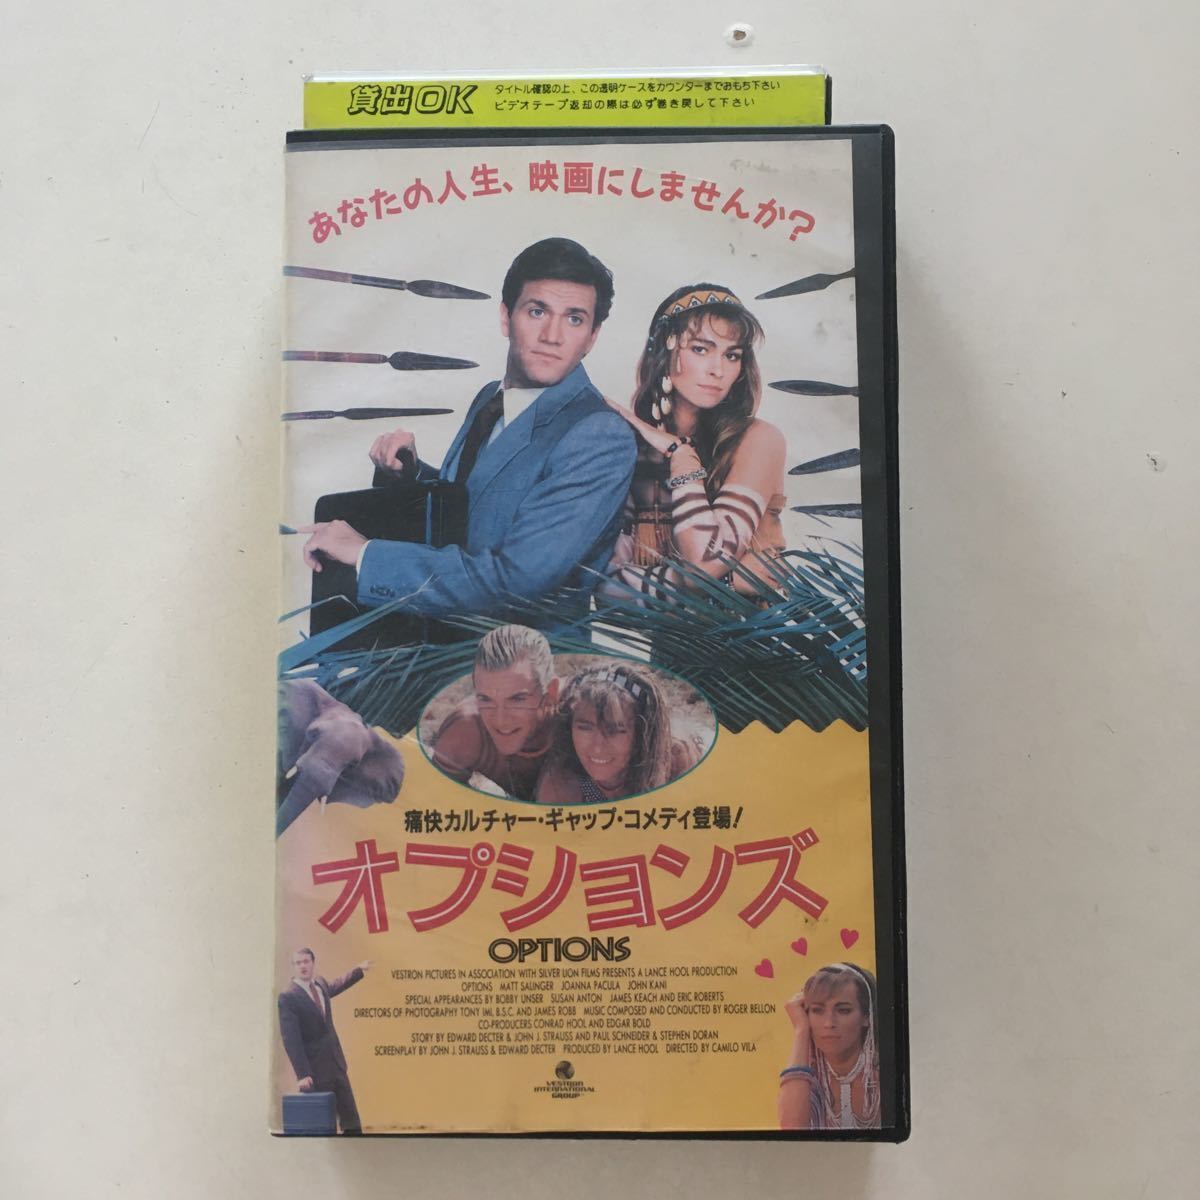 貸出OK
タイトル確認の上、この透明ケースをカウンターまでおもち下さい
ビデオテープ返却の際は必ず巻き戻して下さい
あなたの人生、映画にしませんか?
痛快カルチャー・ギャップ・コメディ登場!
オプションズ
OPTIONS
VESTRON PICTURES IN ASSOCIATION WITH SILVER LION FILMS PRESENTS A LANCE HOOL PRODUCTION
OPTIONS MATT SALINGER JOANNA PACULA JOHN KANI
SPECIAL APPEARANCES BY BOBBY UNSER SUSAN ANTON JAMES KEACH AND ERIC ROBERTS
DIRECTORS OF PHOTOGRAPHY TONY IMI, B.S.C. AND JAMES ROBB MUSIC COMPOSED AND CONDUCTED BY ROGER BELLON
CO-PRODUCERS CONRAD HOOL AND EDGAR BOLD
STORY BY EDWARD DECTER & JOHN J. STRAUSS AND PAUL SCHNEIDER & STEPHEN DORAN
SCREENPLAY BY JOHN J. STRAUSS & EDWARD DECTER PRODUCED BY LANCE HOOL DIRECTED BY CAMILO VILA
VESTRON
INTERNATIONAL
GROUP